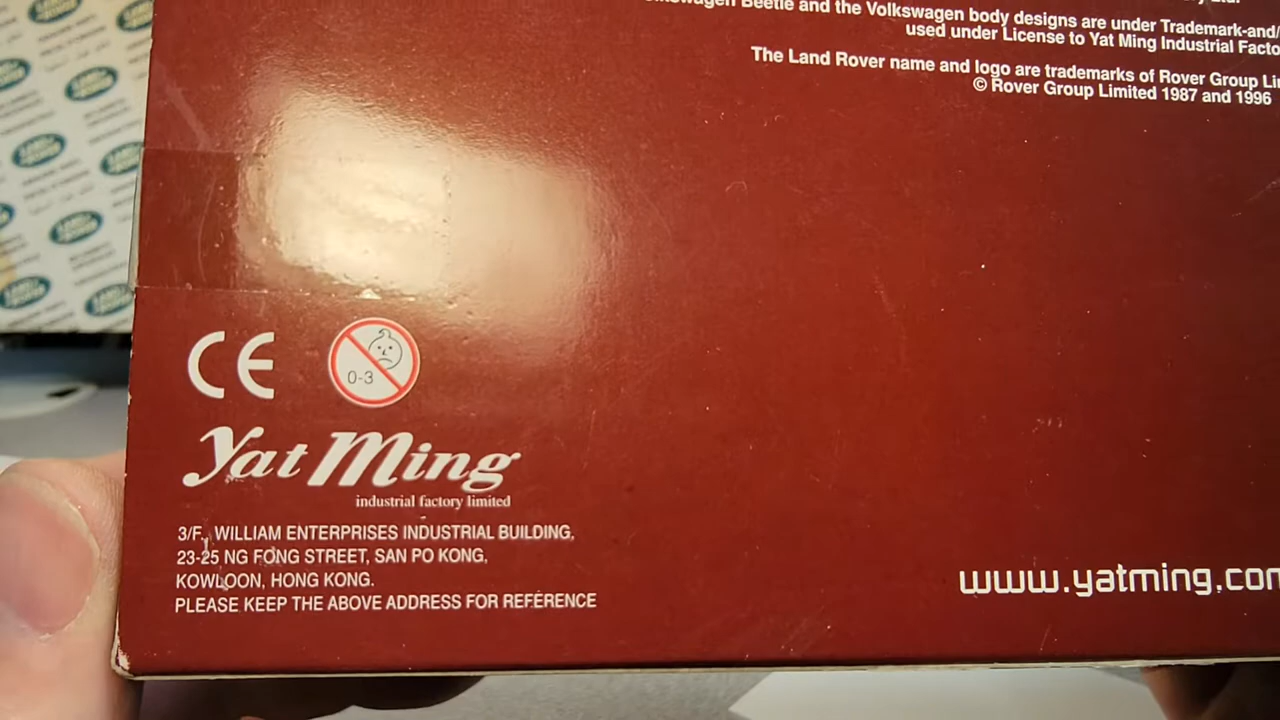 Beetle and the Volkswagen body designs are under Trademark-and/
used under License to Yat Ming Industrial
The Land Rover name and logo are trademarks of Rover Group
© Rover Group Limited 1987 and 1996
CE
0-3
Yat Ming
industrial factory limited
3/F., WILLIAM ENTERPRISES INDUSTRIAL BUILDING,
23-25 NG FONG STREET, SAN PO KONG,
KOWLOON, HONG KONG.
PLEASE KEEP THE ABOVE ADDRESS FOR REFERENCE
www.yatming.com